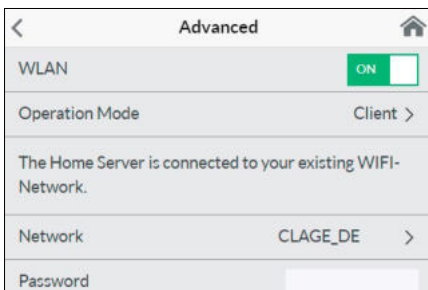 Advanced
WLAN ON
Operation Mode Client >
The Home Server is connected to your existing WIFI-
Network.
Network CLAGE_DE >
Password